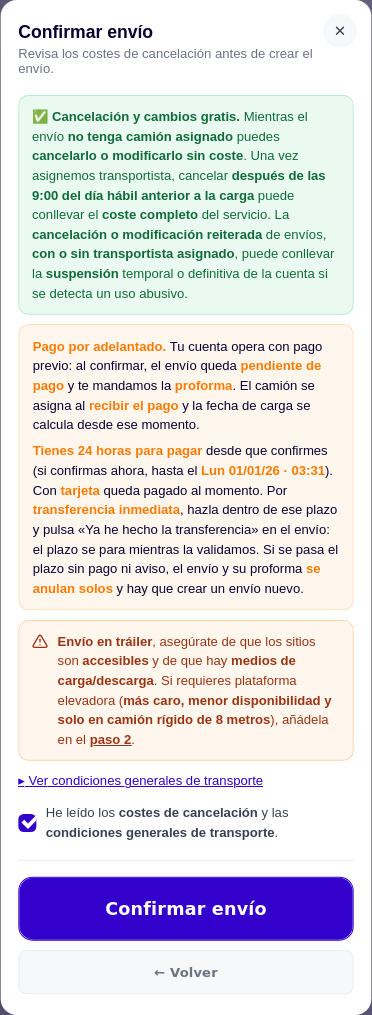 Confirmar envío
×
Revisa los costes de cancelación antes de crear el
envío.
✅ Cancelación y cambios gratis. Mientras el
envío no tenga camión asignado puedes
cancelarlo o modificarlo sin coste. Una vez
asignemos transportista, cancelar después de las
9:00 del día hábil anterior a la carga puede
conllevar el coste completo del servicio. La
cancelación o modificación reiterada de envíos,
con o sin transportista asignado, puede conllevar
la suspensión temporal o definitiva de la cuenta si
se detecta un uso abusivo.
Pago por adelantado. Tu cuenta opera con pago
previo: al confirmar, el envío queda pendiente de
pago y te mandamos la proforma. El camión se
asigna al recibir el pago y la fecha de carga se
calcula desde ese momento.
Tienes 24 horas para pagar desde que confirmes
(si confirmas ahora, hasta el Lun 01/01/26 · 03:31).
Con tarjeta queda pagado al momento. Por
transferencia inmediata, hazla dentro de ese plazo
y pulsa «Ya he hecho la transferencia» en el envío:
el plazo se para mientras la validamos. Si se pasa el
plazo sin pago ni aviso, el envío y su proforma se
anulan solos y hay que crear un envío nuevo.
Envío en tráiler, asegúrate de que los sitios
son accesibles y de que hay medios de
carga/descarga. Si requieres plataforma
elevadora (más caro, menor disponibilidad y
solo en camión rígido de 8 metros), añádela
en el paso 2.
▸ Ver condiciones generales de transporte
He leído los costes de cancelación y las
condiciones generales de transporte.
Confirmar envío
← Volver